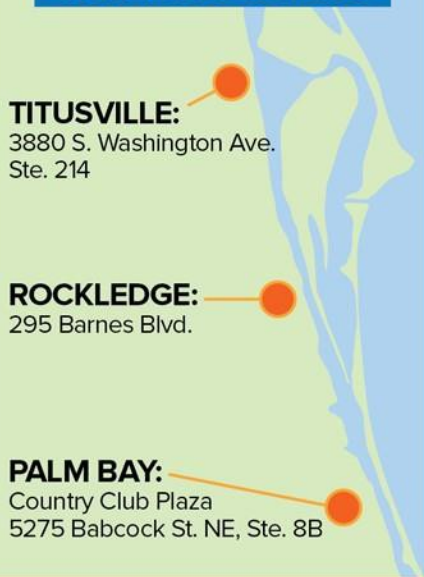 TITUSVILLE:
3880 S. Washington Ave.
Ste. 214
ROCKLEDGE:
295 Barnes Blvd.
PALM BAY:
Country Club Plaza
5275 Babcock St. NE, Ste. 8B